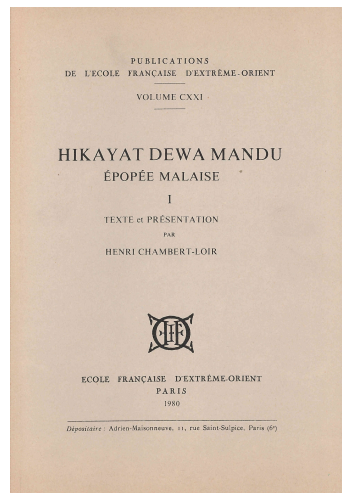 PUBLICATIONS
DE L'ECOLE FRANÇAISE D'EXTRÊME-ORIENT
VOLUME CXXI
HIKAYAT DEWA MANDU
ÉPOPÉE MALAISE
I
TEXTE et PRÉSENTATION
PAR
HENRI CHAMBERT-LOIR
ECOLE FRANÇAISE D'EXTRÊME-ORIENT
PARIS
1980
Dépositaire : Adrien-Maisonneuve, 11, rue Saint-Sulpice, Paris (6e)